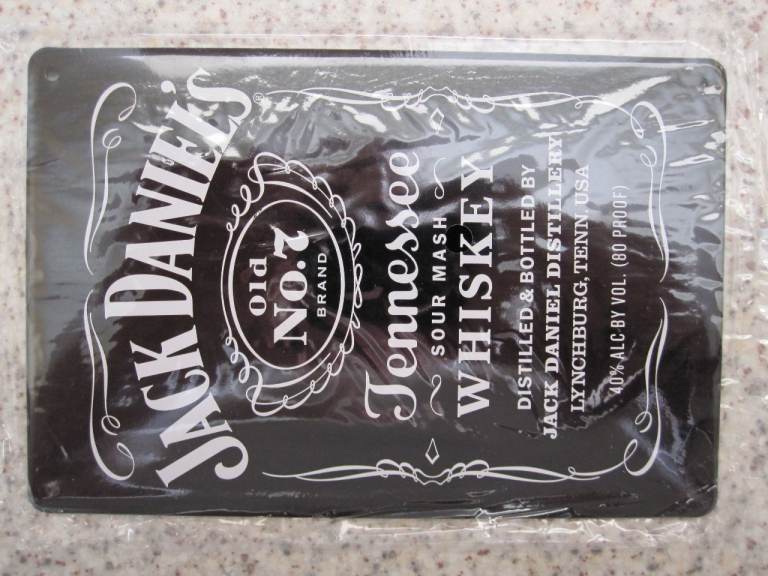 JACK DANIEL'S®
Old
No.7
BRAND
Tennessee
SOUR MASH
WHISKEY
DISTILLED & BOTTLED BY
JACK DANIEL DISTILLERY
LYNCHBURG, TENN. USA
40% ALC·BY VOL. (80 PROOF)